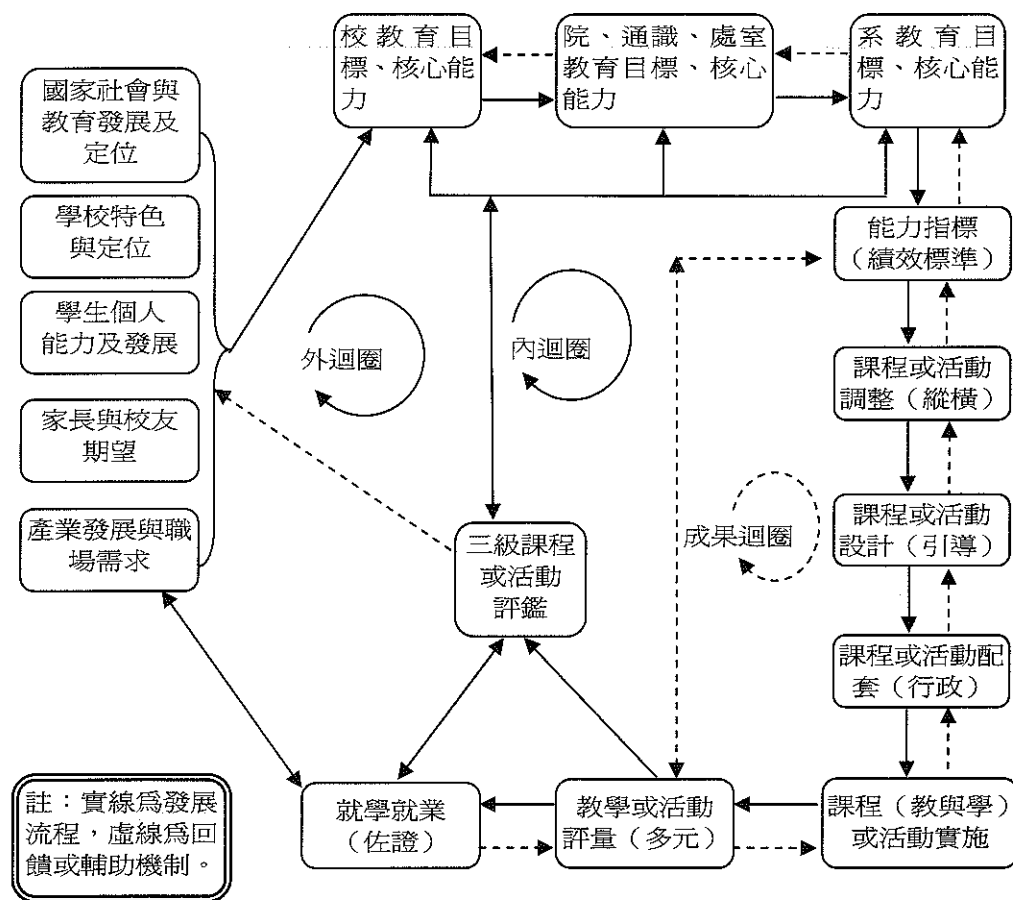 校教育目
標、核心能
力
院、通識、處室
教育目標、核心
能力
系教育目
標、核心能
力
國家社會與
教育發展及
定位
學校特色
與定位
學生個人
能力及發展
家長與校友
期望
產業發展與職
場需求
外迴圈
內迴圈
成果迴圈
能力指標
（績效標準）
課程或活動
調整（縱橫）
課程或活動
設計（引導）
課程或活動配
套（行政）
三級課程
或活動
評鑑
就學就業
（佐證）
教學或活動
評量（多元）
課程（教與學）
或活動實施
註：實線爲發展
流程，虛線爲回
饋或輔助機制。